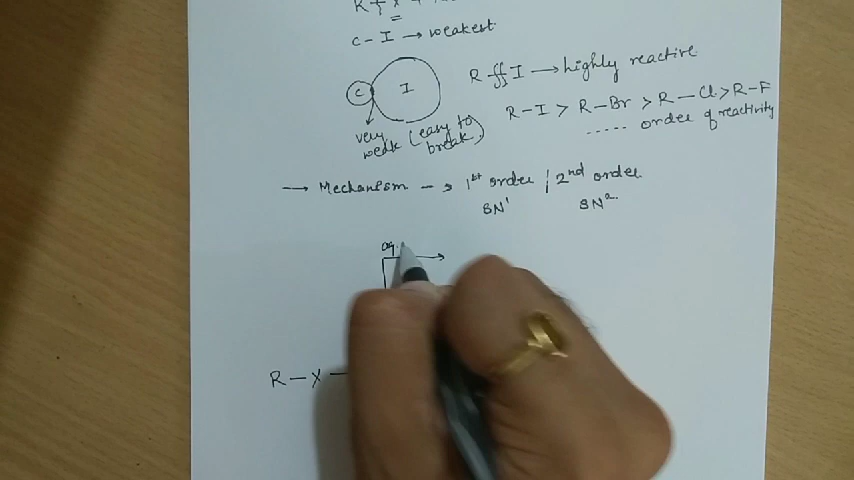 C-I → weakest.
C I R I → highly reactive
very weak (easy to break)
R-I > R-Br > R-Cl > R-F
..... order of reactivity
→ Mechanism → 1st order / 2nd order
SN1 SN2
aq.
R-X-